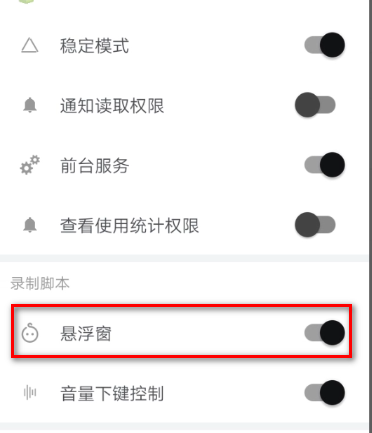 稳定模式
通知读取权限
前台服务
查看使用统计权限
录制脚本
悬浮窗
音量下键控制